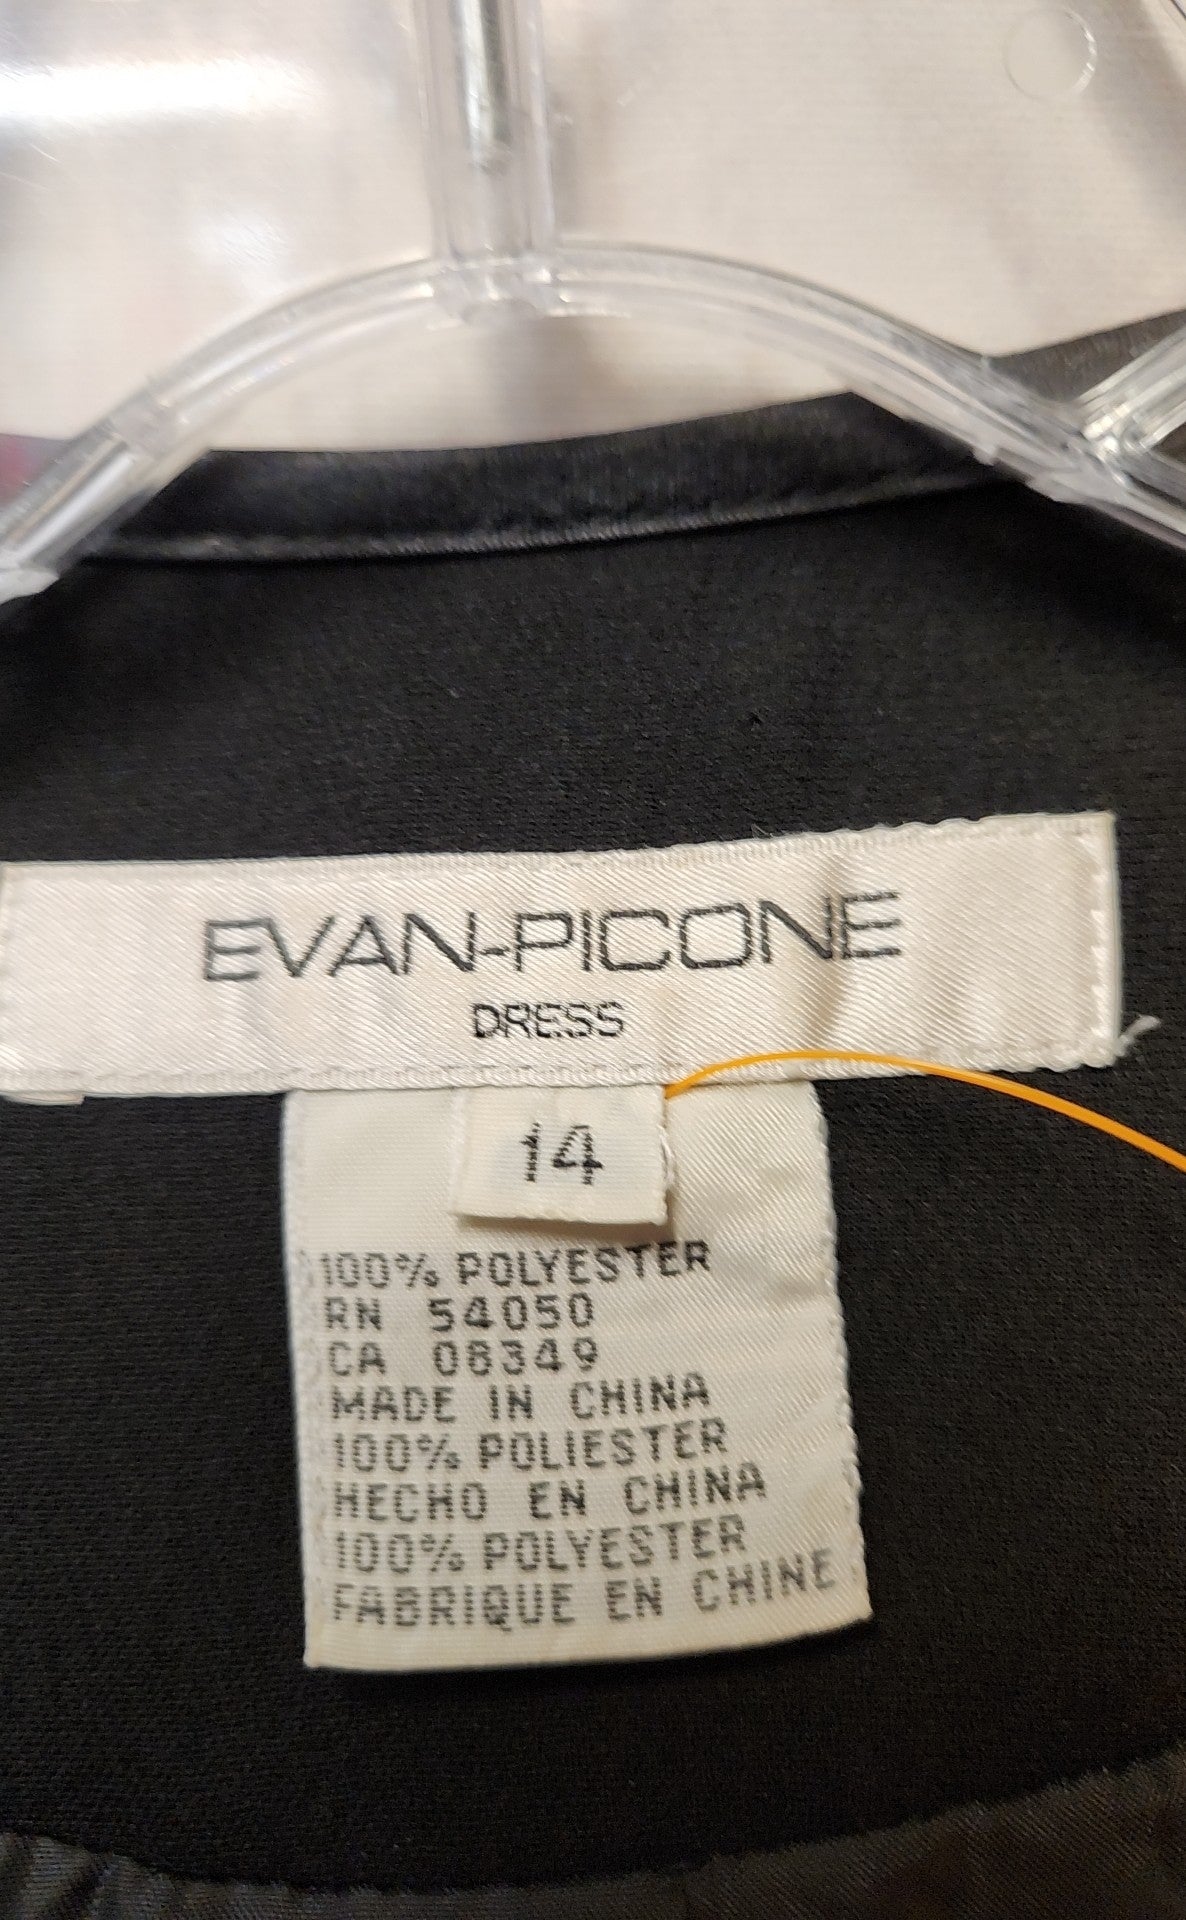 EVAN-PICONE
DRESS
14
100% POLYESTER
RN 54050
CA 08349
MADE IN CHINA
100% POLIESTER
HECHO EN CHINA
100% POLYESTER
FABRIQUE EN CHINE